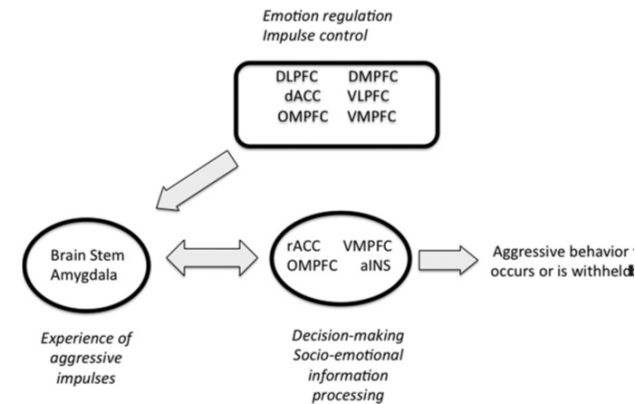 Emotion regulation
Impulse control
DLPFC DMPFC
dACC VLPFC
OMPFC VMPFC
Brain Stem
Amygdala
rACC VMPFC
OMPFC aINS
Aggressive behavior
occurs or is withheld
Experience of
aggressive
impulses
Decision-making
Socio-emotional
information
processing